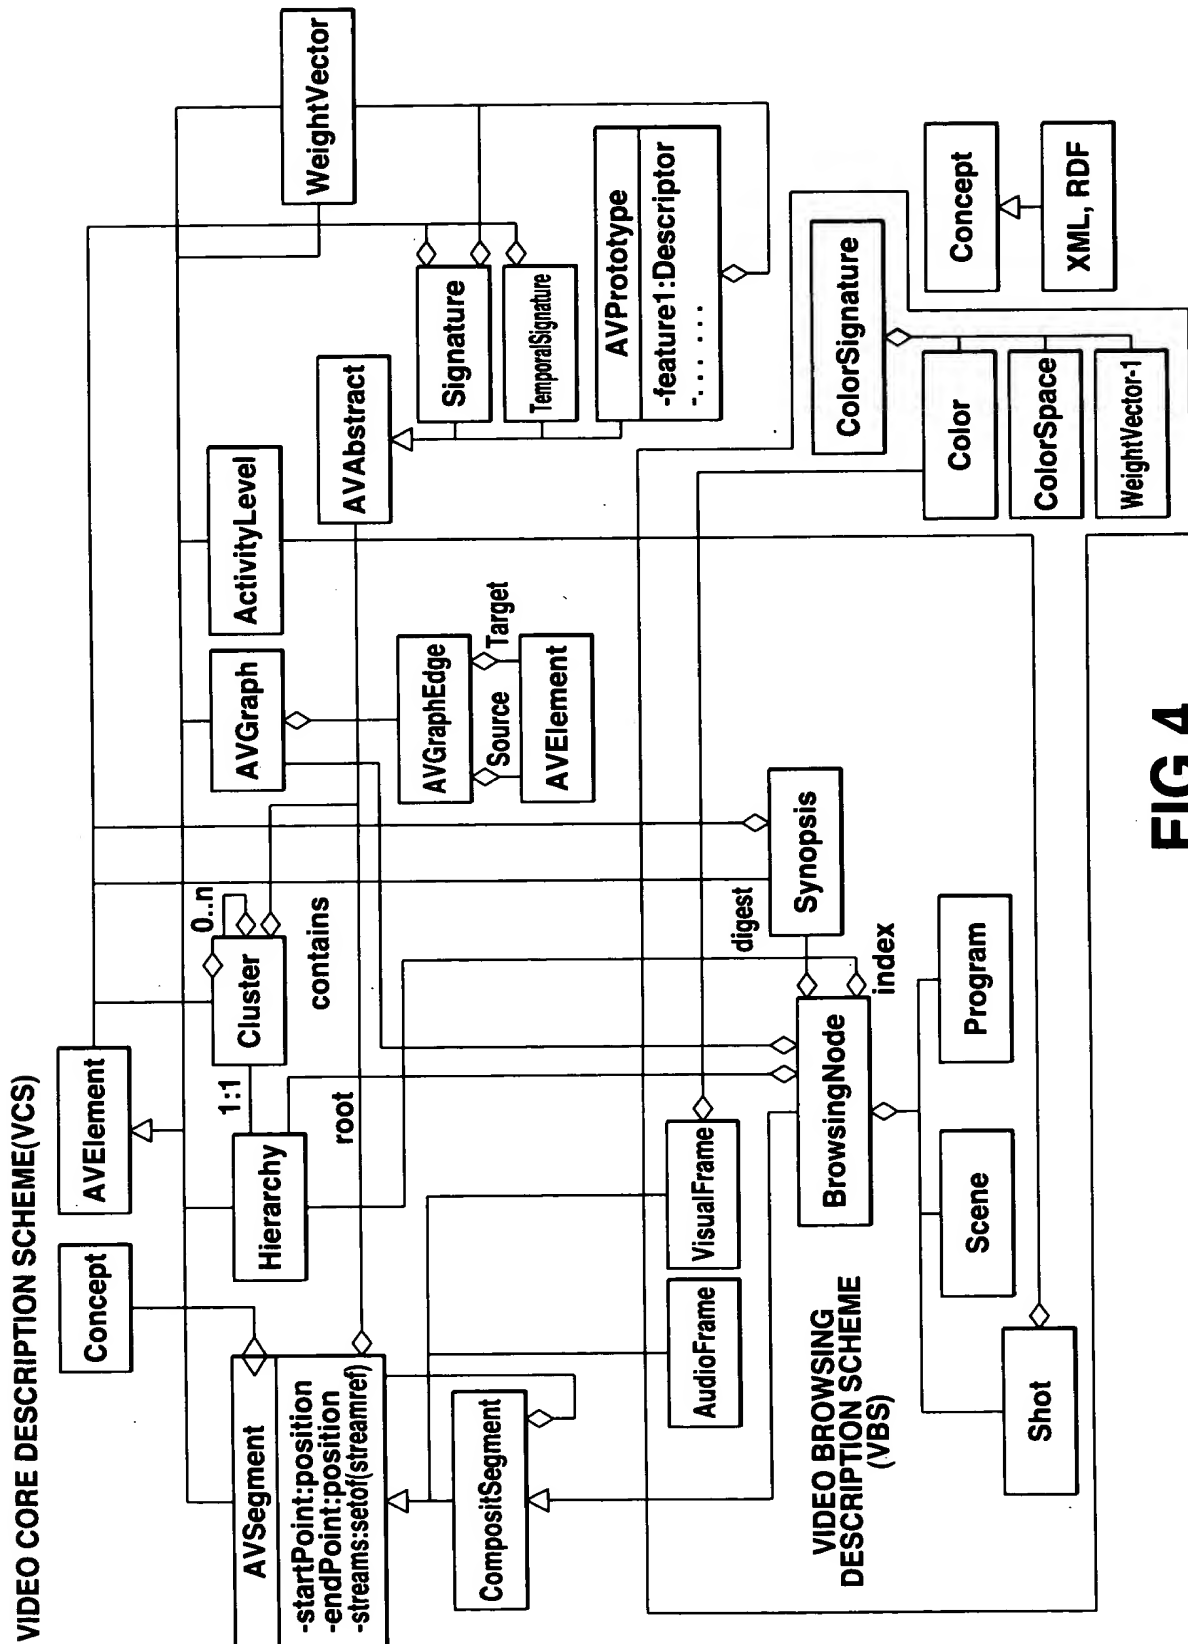 VIDEO CORE DESCRIPTION SCHEME(VCS)
Concept
AVElement
AVSegment
-startPoint:position
-endPoint:position
-streams:setof(streamref)
Hierarchy
1:1
Cluster
0..n
contains
root
AVGraph
ActivityLevel
WeightVector
AVAbstract
AVGraphEdge
Source
Target
AVElement
Signature
TemporalSignature
AVPrototype
-feature1:Descriptor
-... ...
CompositSegment
AudioFrame
VisualFrame
digest
Synopsis
index
BrowsingNode
VIDEO BROWSING
DESCRIPTION SCHEME
(VBS)
Shot
Scene
Program
ColorSignature
Color
ColorSpace
WeightVector-1
Concept
XML, RDF
FIG.4